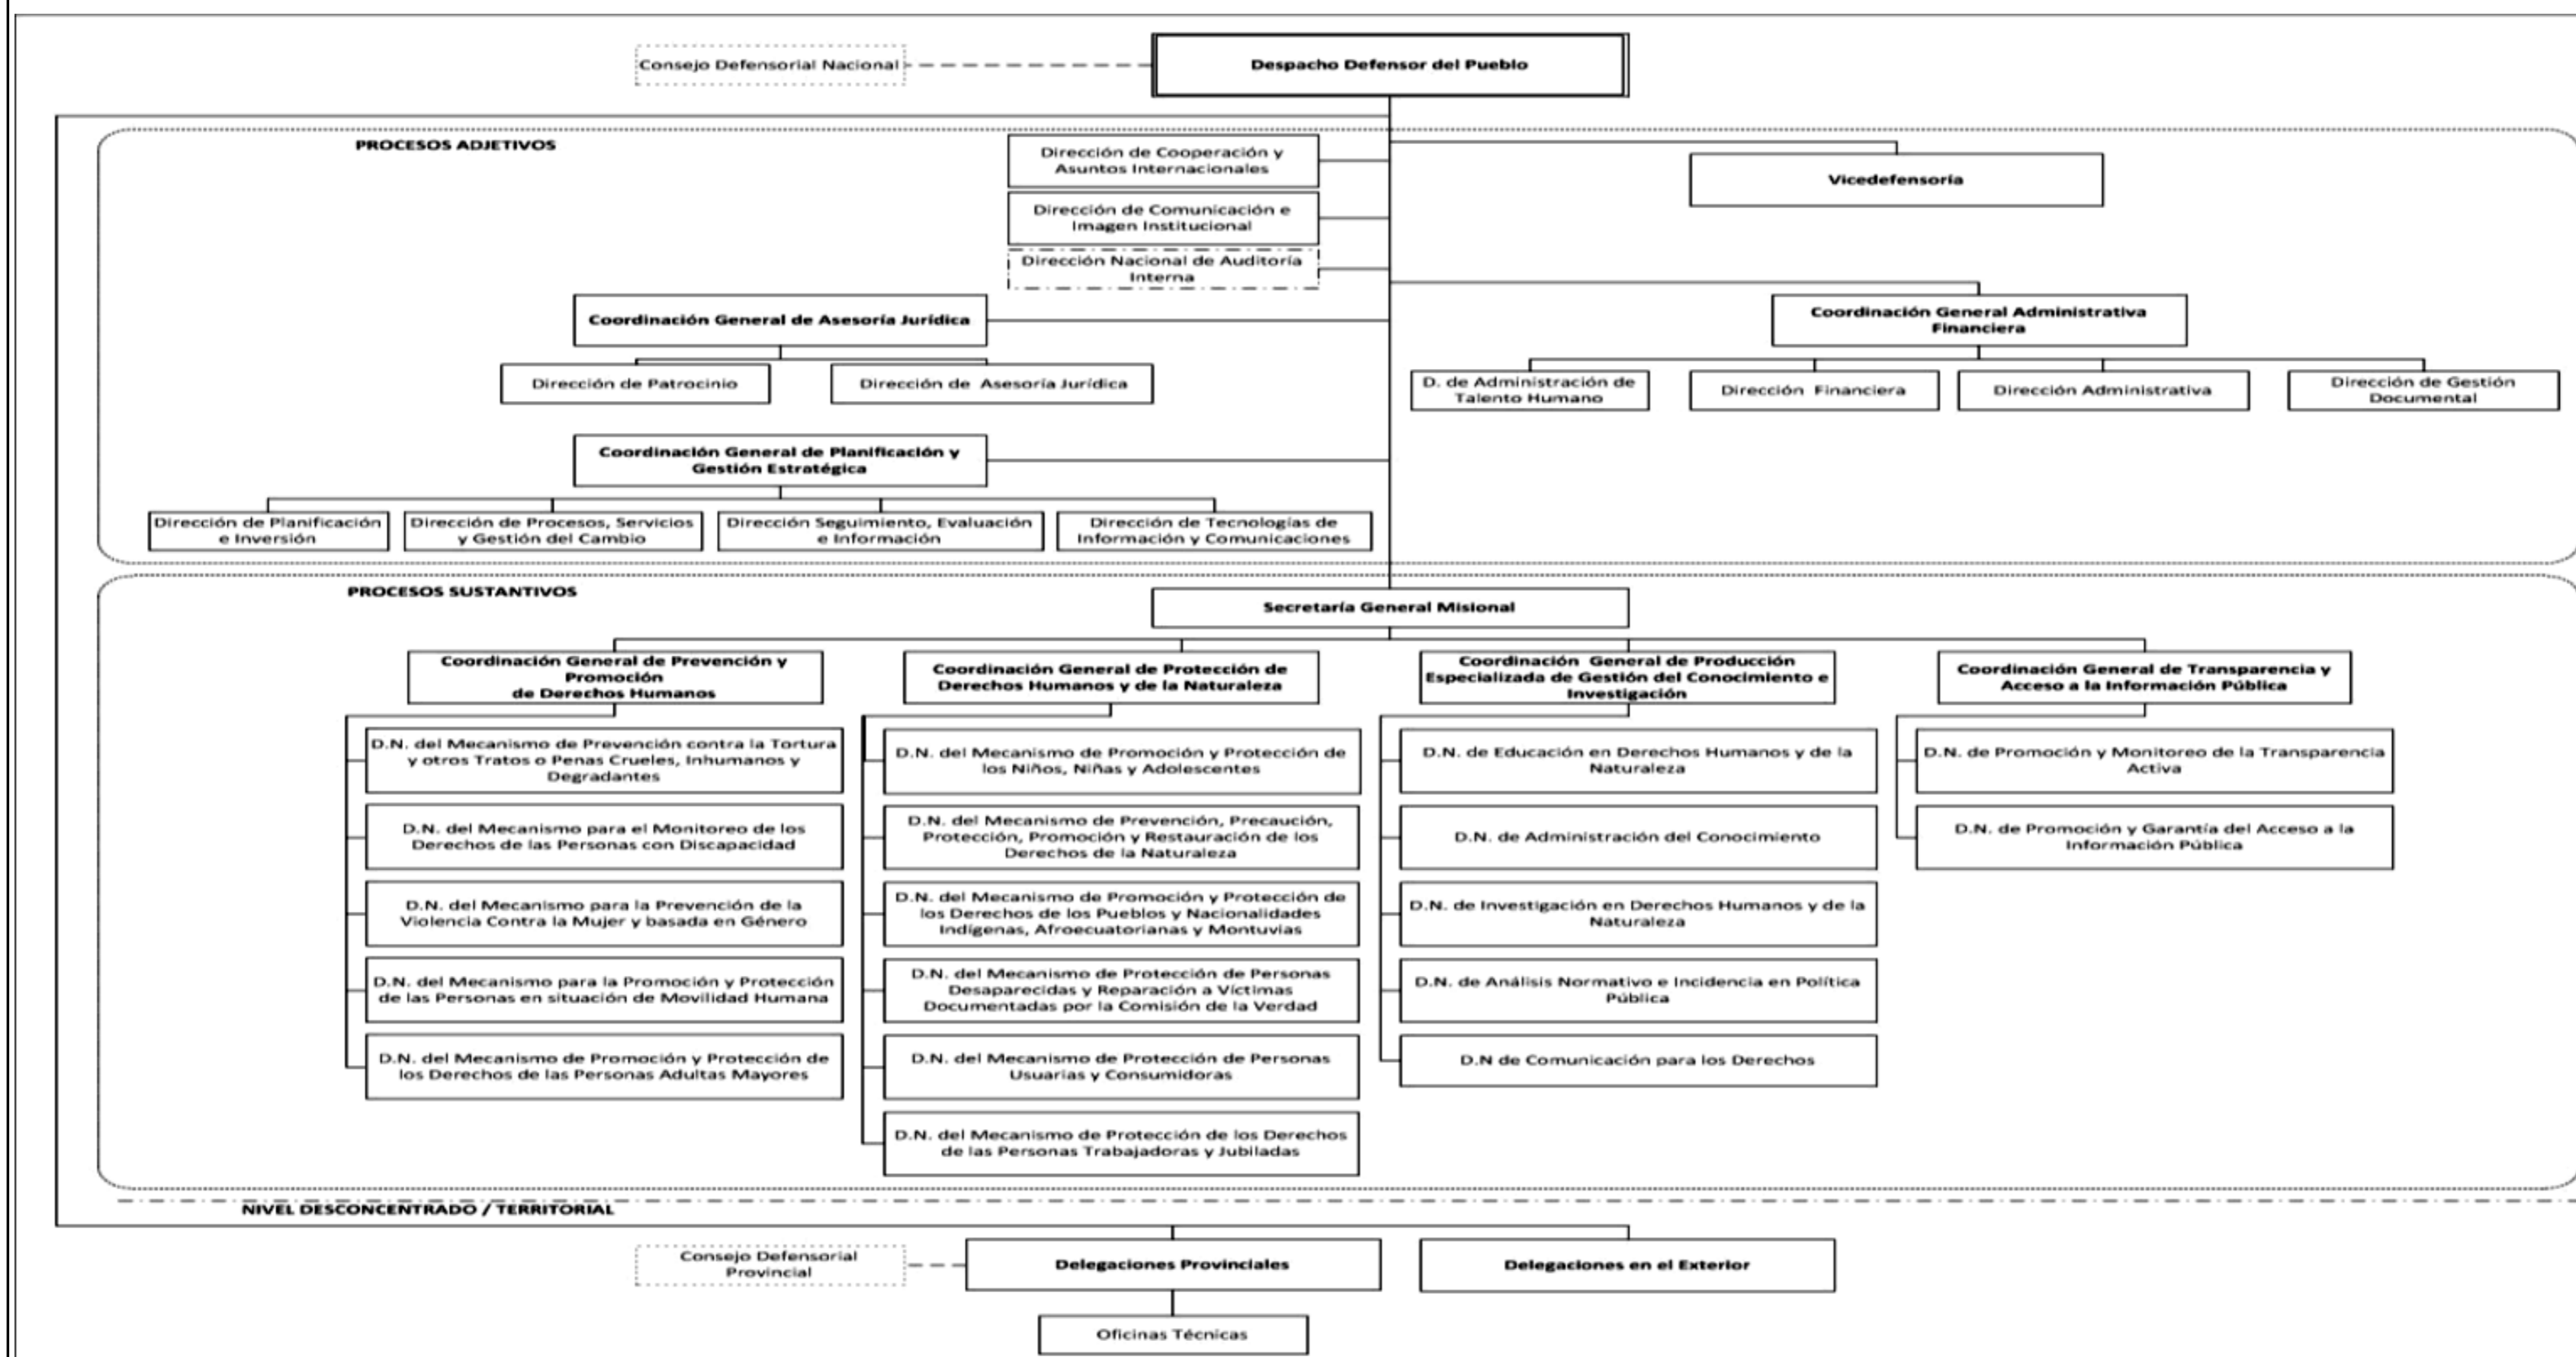 Consejo Defensorial Nacional
Despacho Defensor del Pueblo
PROCESOS ADJETIVOS
Dirección de Cooperación y
Asuntos Internacionales
Vicedefensoría
Dirección de Comunicación e
Imagen Institucional
Dirección Nacional de Auditoría
Interna
Coordinación General de Asesoría Jurídica
Coordinación General Administrativa
Financiera
Dirección de Patrocinio
Dirección de Asesoría Jurídica
D. de Administración de
Talento Humano
Dirección Financiera
Dirección Administrativa
Dirección de Gestión
Documental
Coordinación General de Planificación y
Gestión Estratégica
Dirección de Planificación
e Inversión
Dirección de Procesos, Servicios
y Gestión del Cambio
Dirección Seguimiento, Evaluación
e Información
Dirección de Tecnologías de
Información y Comunicaciones
PROCESOS SUSTANTIVOS
Secretaría General Misional
Coordinación General de Prevención y
Promoción
de Derechos Humanos
Coordinación General de Protección de
Derechos Humanos y de la Naturaleza
Coordinación General de Producción
Especializada de Gestión del Conocimiento e
Investigación
Coordinación General de Transparencia y
Acceso a la Información Pública
D.N. del Mecanismo de Prevención contra la Tortura
y otros Tratos o Penas Crueles, Inhumanos y
Degradantes
D.N. del Mecanismo para el Monitoreo de los
Derechos de las Personas con Discapacidad
D.N. del Mecanismo para la Prevención de la
Violencia Contra la Mujer y basada en Género
D.N. del Mecanismo para la Promoción y Protección
de las Personas en situación de Movilidad Humana
D.N. del Mecanismo de Promoción y Protección de
los Derechos de las Personas Adultas Mayores
D.N. del Mecanismo de Promoción y Protección de
los Niños, Niñas y Adolescentes
D.N. del Mecanismo de Prevención, Precaución,
Protección, Promoción y Restauración de los
Derechos de la Naturaleza
D.N. del Mecanismo de Promoción y Protección de
los Derechos de los Pueblos y Nacionalidades
Indígenas, Afroecuatorianas y Montuvias
D.N. del Mecanismo de Protección de Personas
Desaparecidas y Reparación a Víctimas
Documentadas por la Comisión de la Verdad
D.N. del Mecanismo de Protección de Personas
Usuarias y Consumidoras
D.N. del Mecanismo de Protección de los Derechos
de las Personas Trabajadoras y Jubiladas
D.N. de Educación en Derechos Humanos y de la
Naturaleza
D.N. de Administración del Conocimiento
D.N. de Investigación en Derechos Humanos y de la
Naturaleza
D.N. de Análisis Normativo e Incidencia en Política
Pública
D.N de Comunicación para los Derechos
D.N. de Promoción y Monitoreo de la Transparencia
Activa
D.N. de Promoción y Garantía del Acceso a la
Información Pública
NIVEL DESCONCENTRADO / TERRITORIAL
Consejo Defensorial
Provincial
Delegaciones Provinciales
Delegaciones en el Exterior
Oficinas Técnicas